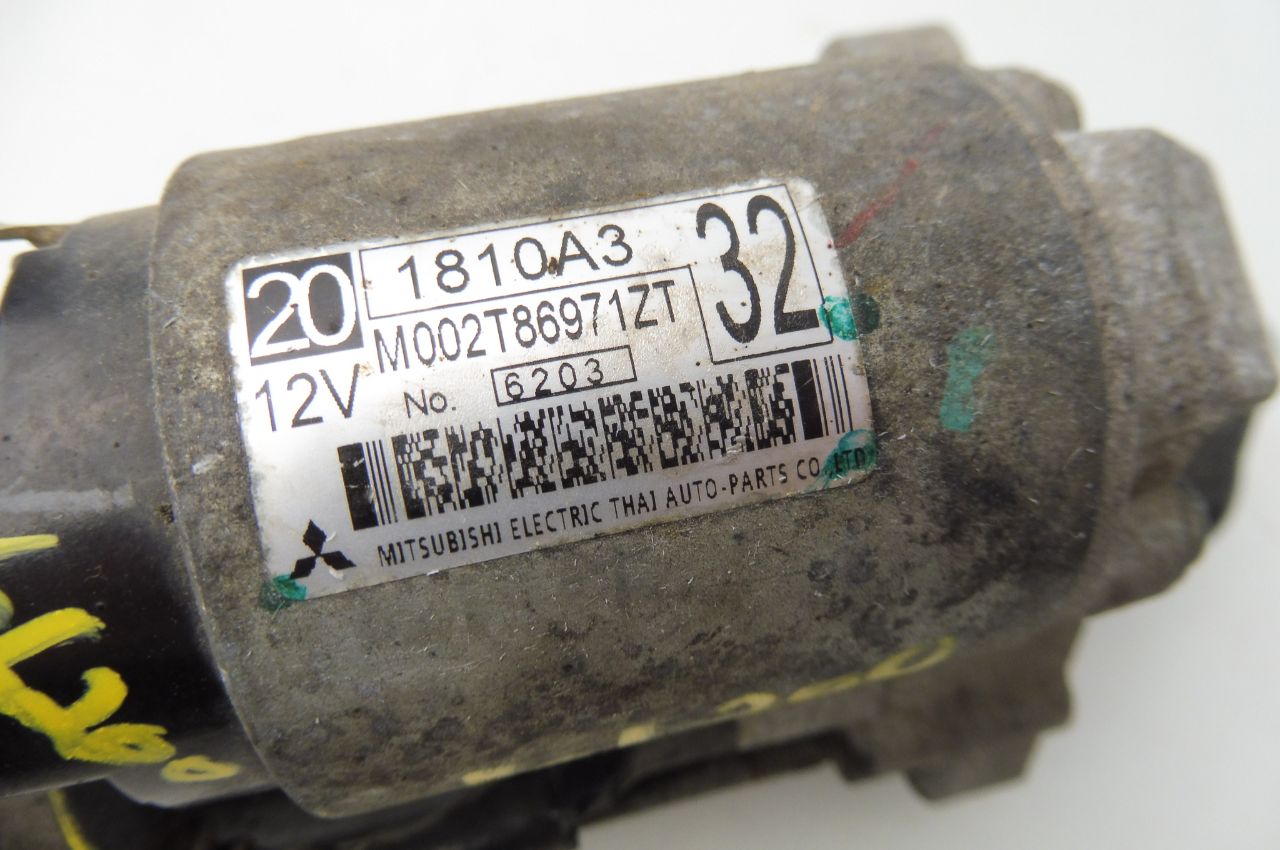 20 1810A3 32
M002T86971ZT
12V No. 6203
MITSUBISHI ELECTRIC THAI AUTO-PARTS CO.,LTD.